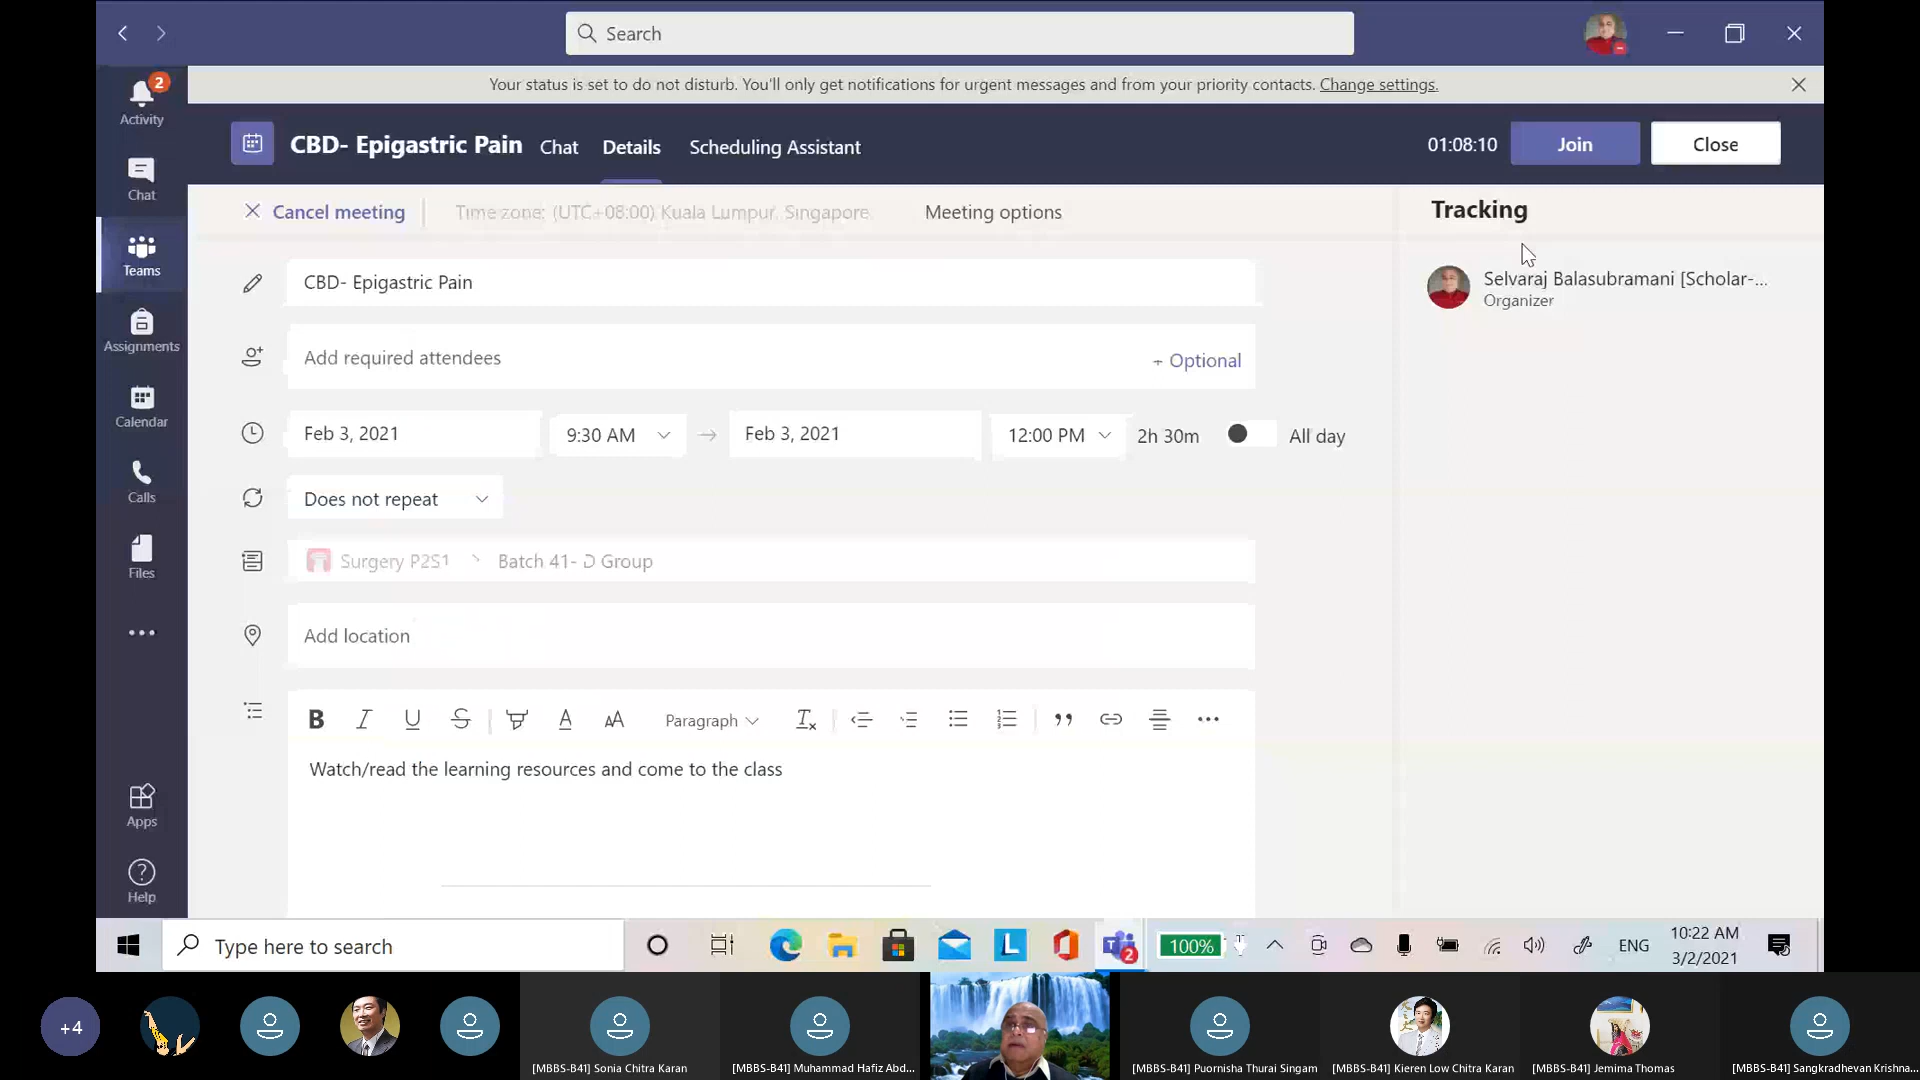 Search
Your status is set to do not disturb. You'll only get notifications for urgent messages and from your priority contacts. Change settings.
2
Activity
Chat
Teams
Assignments
Calendar
Calls
Files
Apps
Help
CBD- Epigastric Pain
Chat
Details
Scheduling Assistant
01:08:10
Join
Close
Cancel meeting
Time zone: (UTC+08:00) Kuala Lumpur, Singapore
Meeting options
Tracking
CBD- Epigastric Pain
Selvaraj Balasubramani [Scholar-...
Organizer
Add required attendees
+ Optional
Feb 3, 2021
9:30 AM
Feb 3, 2021
12:00 PM
2h 30m
All day
Does not repeat
Surgery P2S1 > Batch 41- D Group
Add location
B I U S A AA Paragraph
Watch/read the learning resources and come to the class
Type here to search
L
T
2
100%
ENG
10:22 AM
3/2/2021
+4
[MBBS-B41] Sonia Chitra Karan
[MBBS-B41] Muhammad Hafiz Abd...
[MBBS-B41] Puornisha Thurai Singam
[MBBS-B41] Kieren Low Chitra Karan
[MBBS-B41] Jemima Thomas
[MBBS-B41] Sangkradhevan Krishna...